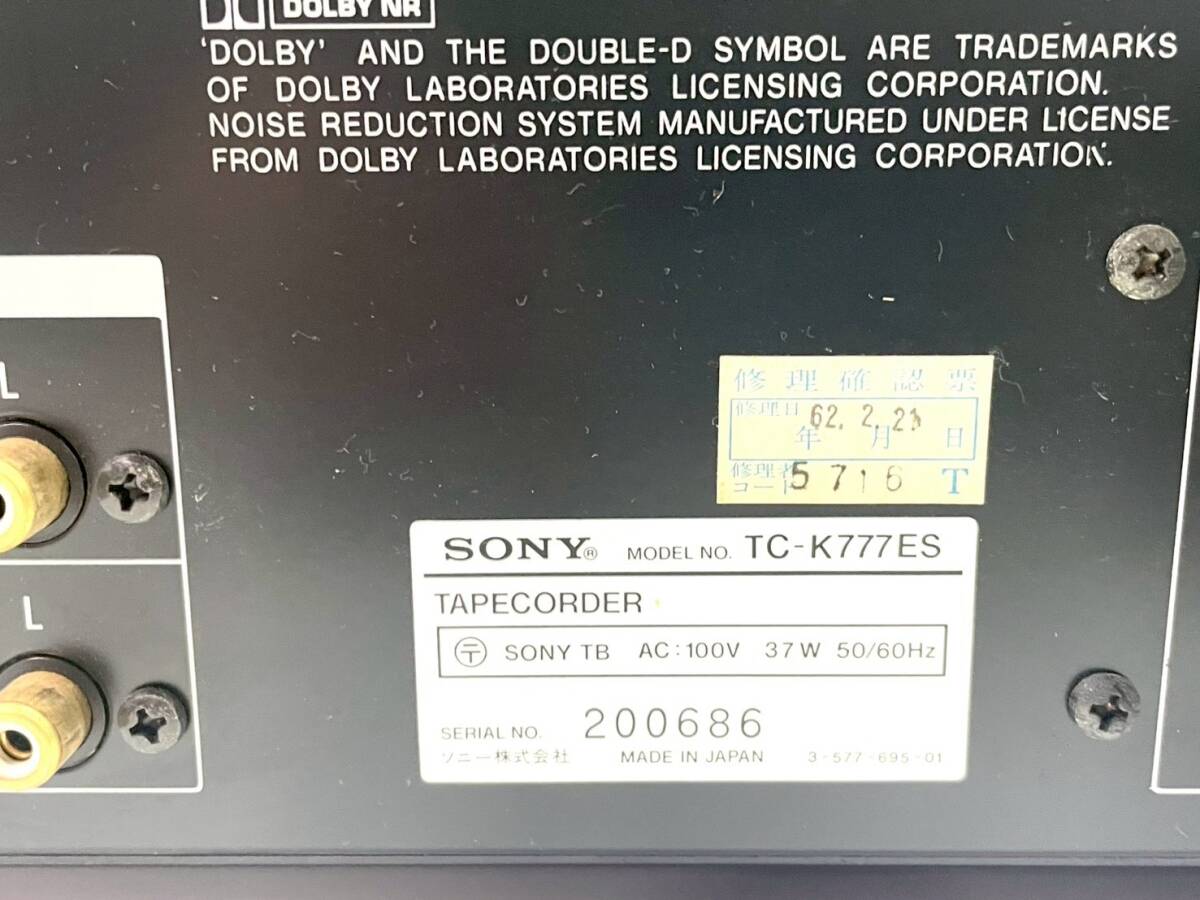 DOLBY NR
'DOLBY' AND THE DOUBLE-D SYMBOL ARE TRADEMARKS
OF DOLBY LABORATORIES LICENSING CORPORATION.
NOISE REDUCTION SYSTEM MANUFACTURED UNDER LICENSE
FROM DOLBY LABORATORIES LICENSING CORPORATION.
L
L
修理確認票
修理日 62. 2.
年 月 日
修理者 5716 T
コード
SONY® MODEL NO. TC-K777ES
TAPECORDER
〒 SONY TB AC:100V 37W 50/60Hz
SERIAL NO. 200686
ソニー株式会社 MADE IN JAPAN 3-577-695-01